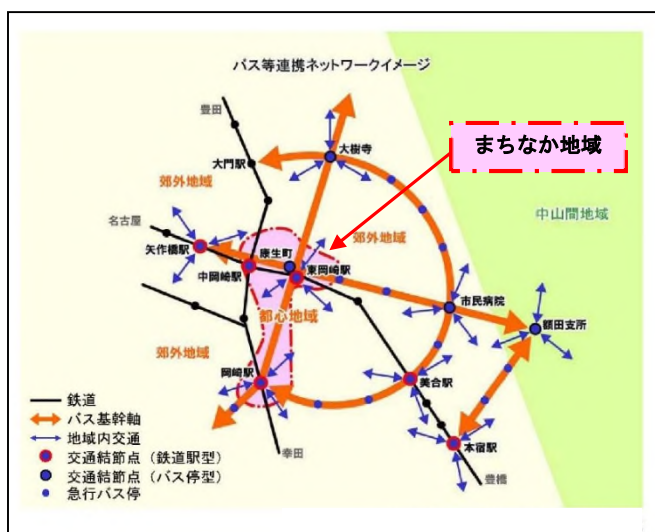 バス等連携ネットワークイメージ
豊田
大樹寺
まちなか地域
大門駅
郊外地域
名古屋
康生町
郊外地域
中山間地域
矢作橋駅
中岡崎駅
東岡崎駅
市民病院
額田支所
都心地域
郊外地域
岡崎駅
美合駅
本宿駅
幸田
豊橋
鉄道
バス基幹軸
地域内交通
交通結節点（鉄道駅型）
交通結節点（バス停型）
急行バス停